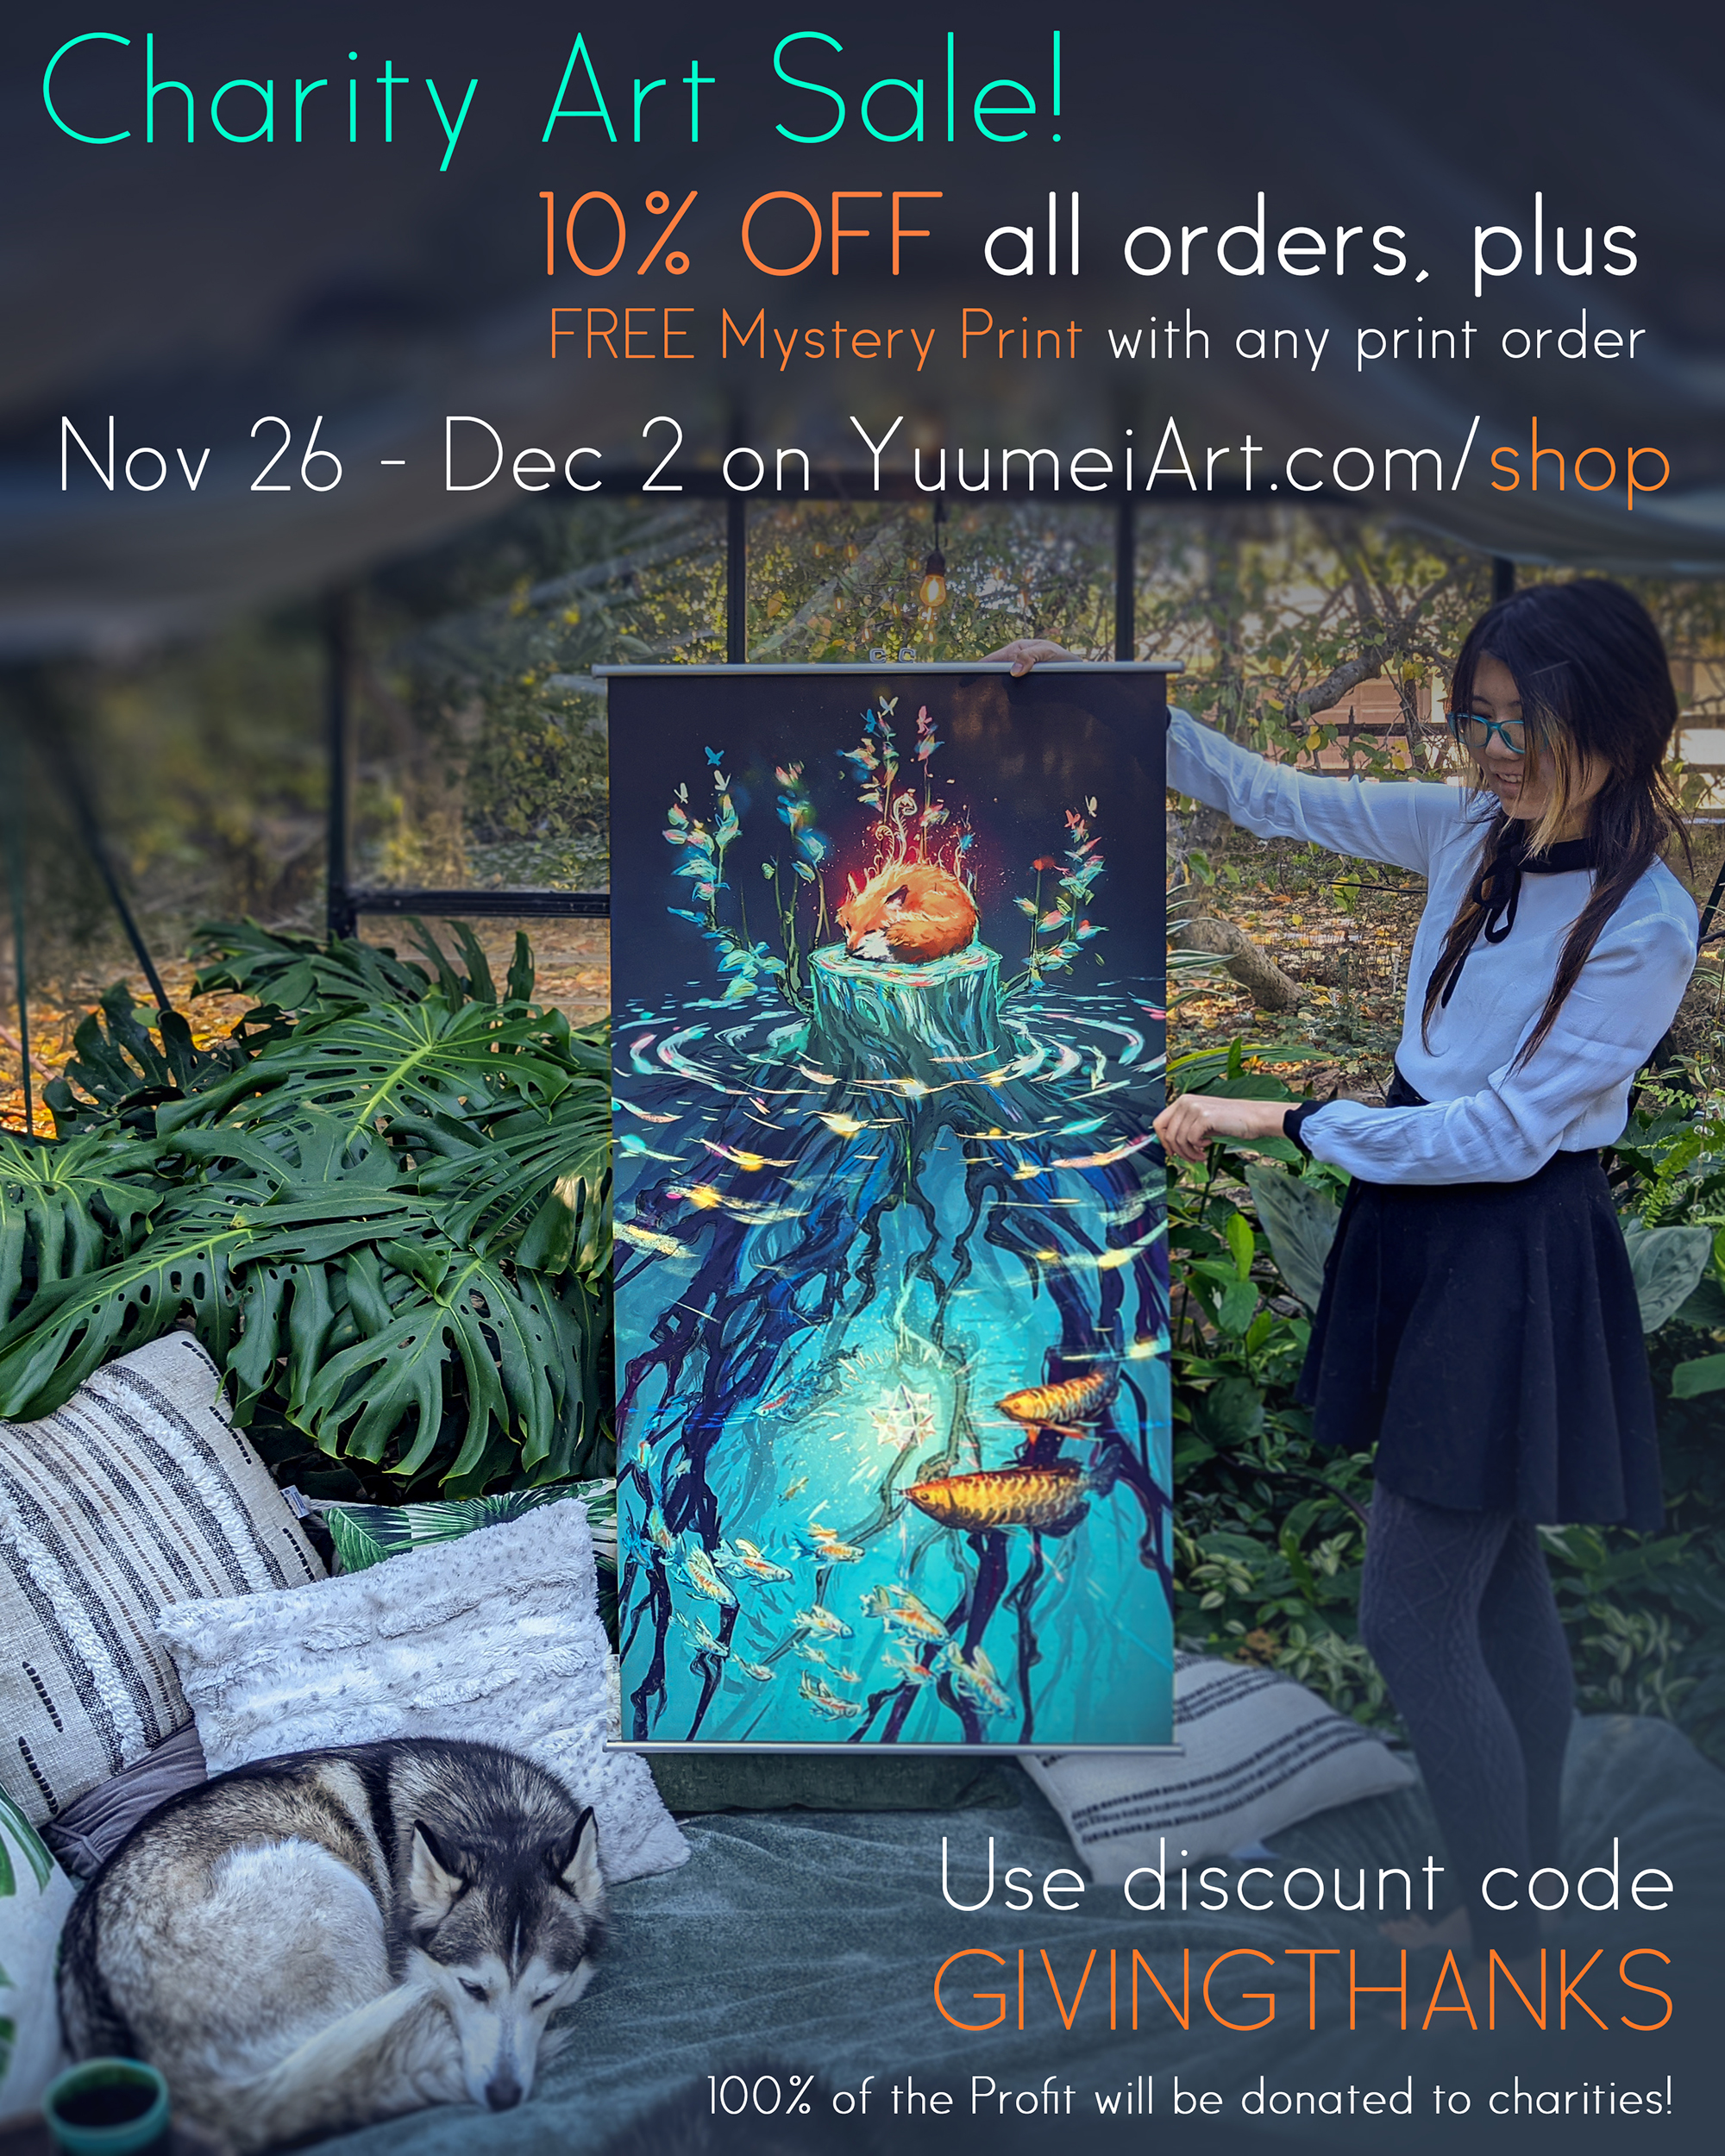 Charity Art Sale!
10% OFF all orders, plus
FREE Mystery Print with any print order
Nov 26 - Dec 2 on YuumeiArt.com/shop
Use discount code
GIVINGTHANKS
100% of the Profit will be donated to charities!